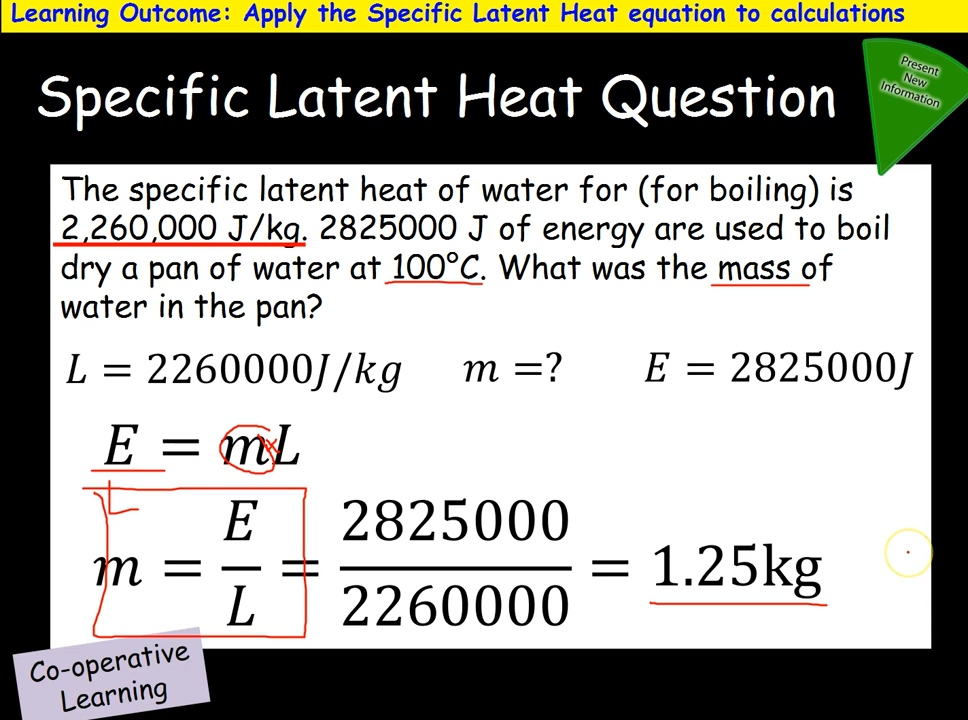 Learning Outcome: Apply the Specific Latent Heat equation to calculations
Specific Latent Heat Question
Present
New
Information
The specific latent heat of water for (for boiling) is
2,260,000 J/kg. 2825000 J of energy are used to boil
dry a pan of water at 100°C. What was the mass of
water in the pan?
L = 2260000J/kg m =? E = 2825000J
E = mL
L
m = E/L = 2825000/2260000 = 1.25kg
Co-operative
Learning